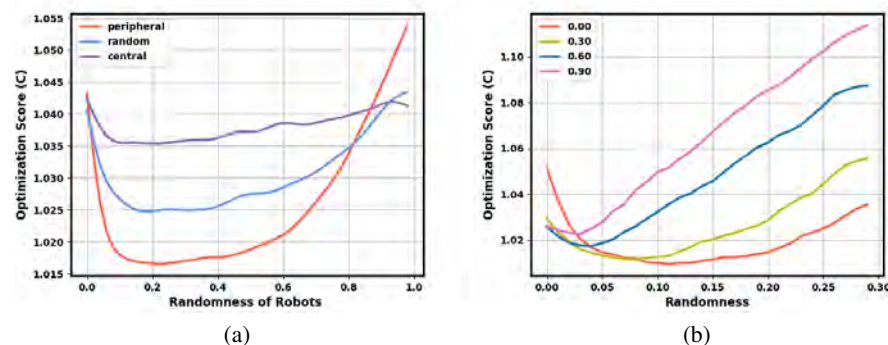 1.055
1.050
1.045
1.040
1.035
1.030
1.025
1.020
1.015
Optimization Score (C)
peripheral
random
central
0.0 0.2 0.4 0.6 0.8 1.0
Randomness of Robots
(a)
1.10
1.08
1.06
1.04
1.02
Optimization Score (C)
0.00
0.30
0.60
0.90
0.00 0.05 0.10 0.15 0.20 0.25 0.30
Randomness
(b)